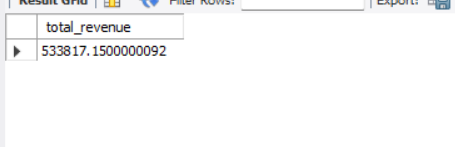 Result Grid | Filter Rows: | Export:
total_revenue
533817.1500000092